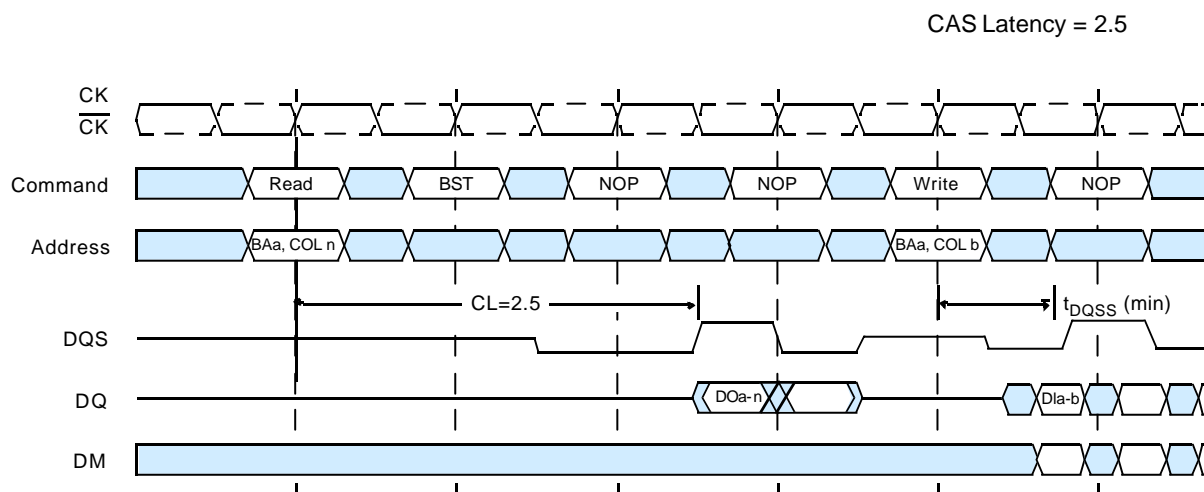 CAS Latency = 2.5
CK
CK
Command Read BST NOP NOP Write NOP
Address BAa, COL n BAa, COL b
CL=2.5 tDQSS (min)
DQS
DQ DOa-n DIa-b
DM